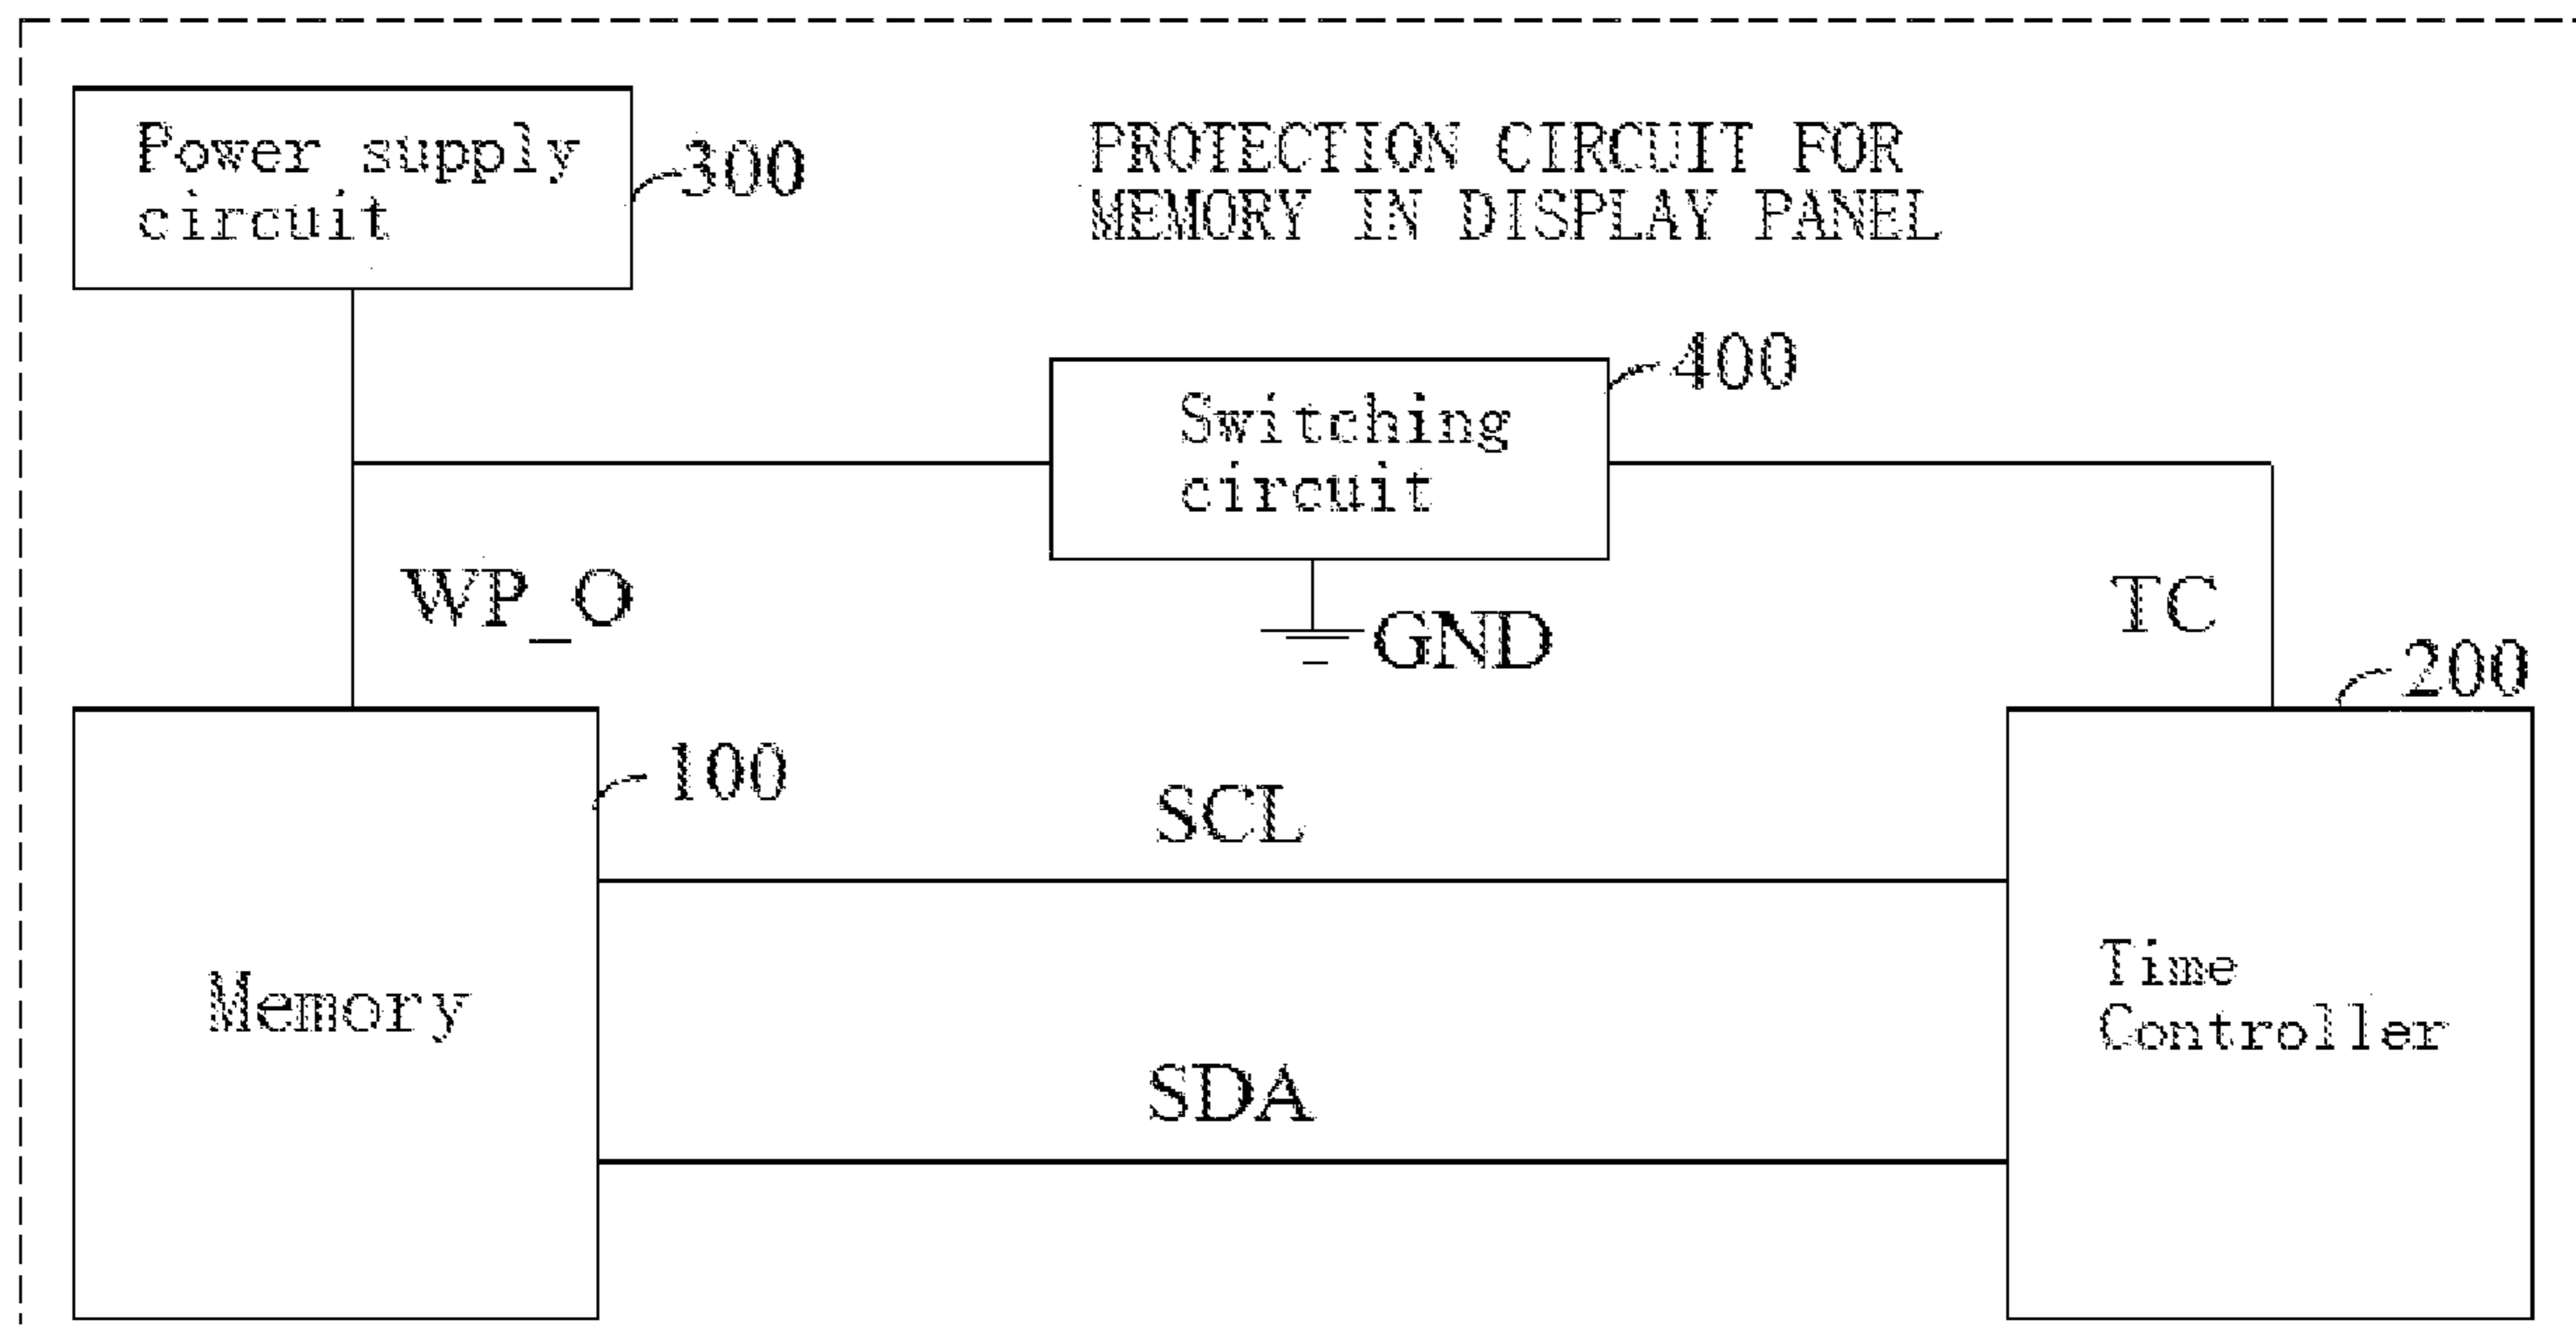 Power supply
circuit
300
PROTECTION CIRCUIT FOR
MEMORY IN DISPLAY PANEL
400
Switching
circuit
WP_O
GND
TC
200
100
SCL
Memory
Time
Controller
SDA